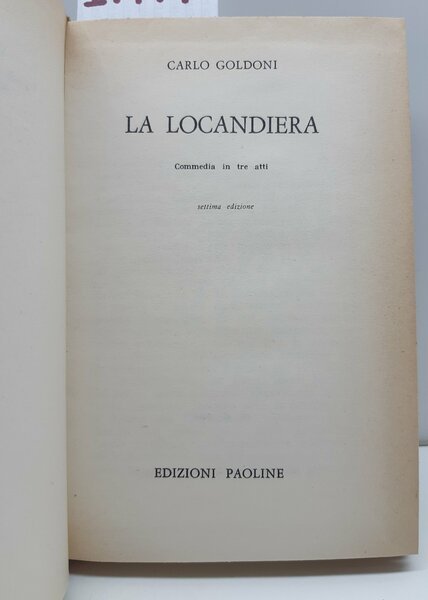 CARLO GOLDONI
LA LOCANDIERA
Commedia in tre atti
settima edizione
EDIZIONI PAOLINE